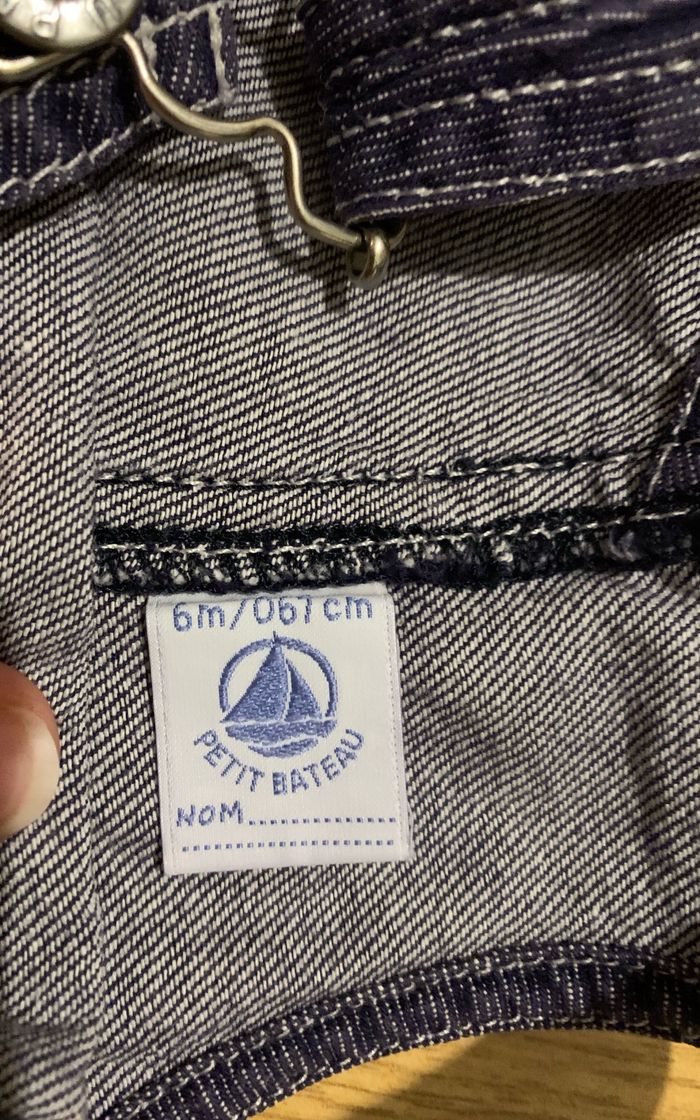 6m/067cm
PETIT BATEAU
NOM..............
....................